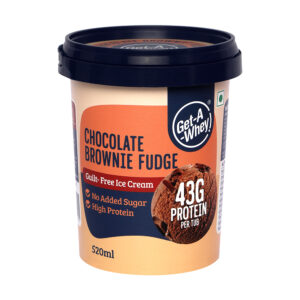 Get-A
-Whey!
CHOCOLATE
BROWNIE FUDGE
Guilt-Free Ice Cream
No Added Sugar
High Protein
43G
PROTEIN
PER TUB
520ml